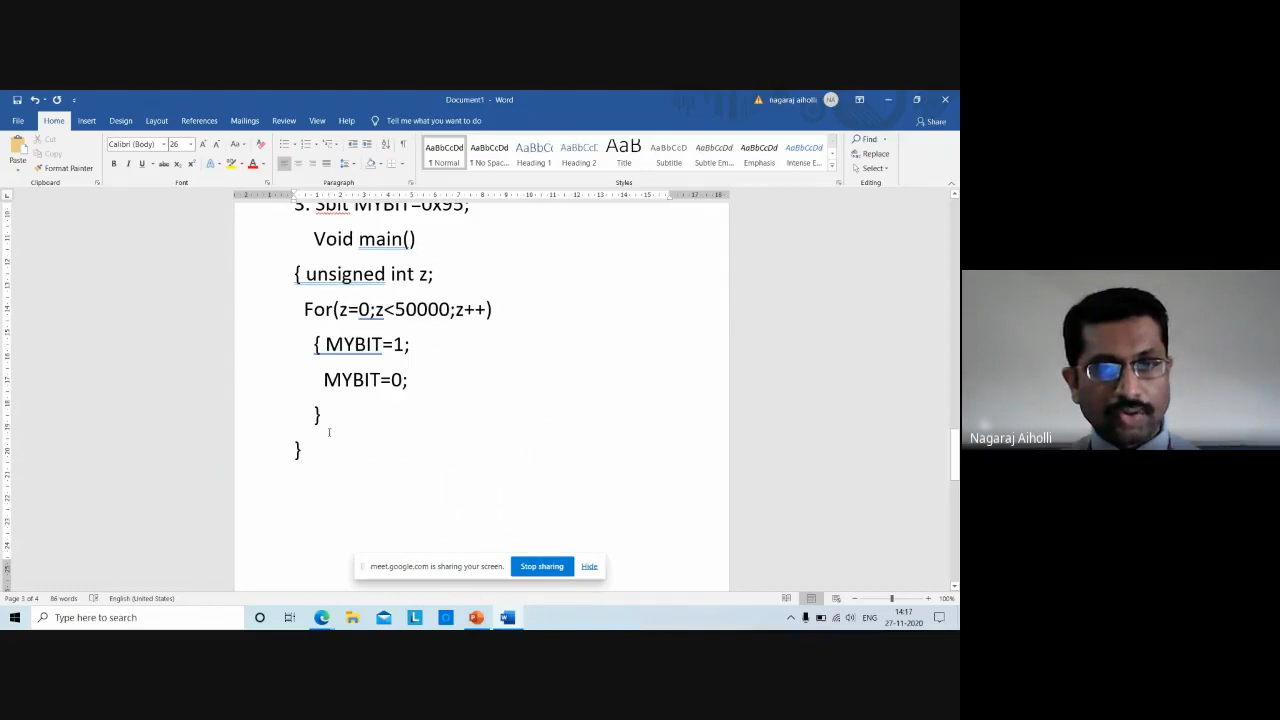 Document1 - Word
nagaraj aiholli
NA
File Home Insert Design Layout References Mailings Review View Help Tell me what you want to do
Share
Paste
Cut
Copy
Format Painter
Clipboard
Calibri (Body) 26
Font
Paragraph
AaBbCcDd AaBbCcDd AaBbCc AaBbCcD AaB AaBbCcD AaBbCcDd AaBbCcDd AaBbCcDd
¶ Normal ¶ No Spac... Heading 1 Heading 2 Title Subtitle Subtle Em... Emphasis Intense E...
Styles
Find
Replace
Select
Editing
3. Sbit MYBIT=0x95;
Void main()
{ unsigned int z;
For(z=0;z<50000;z++)
{ MYBIT=1;
MYBIT=0;
}
}
meet.google.com is sharing your screen. Stop sharing Hide
Page 3 of 4 86 words English (United States) 100%
Type here to search
ENG
14:17
27-11-2020
Nagaraj Aiholli